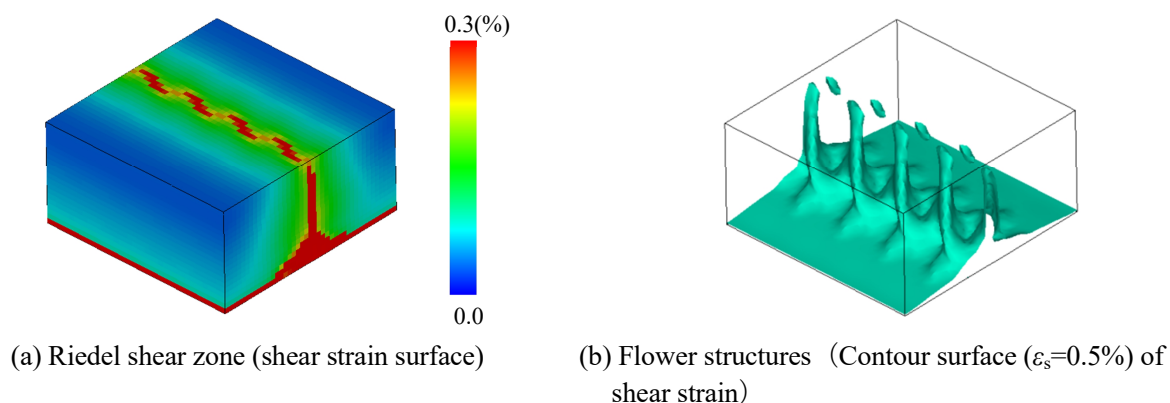 0.3(%)
0.0
(a) Riedel shear zone (shear strain surface)
(b) Flower structures（Contour surface (εs=0.5%) of
shear strain）